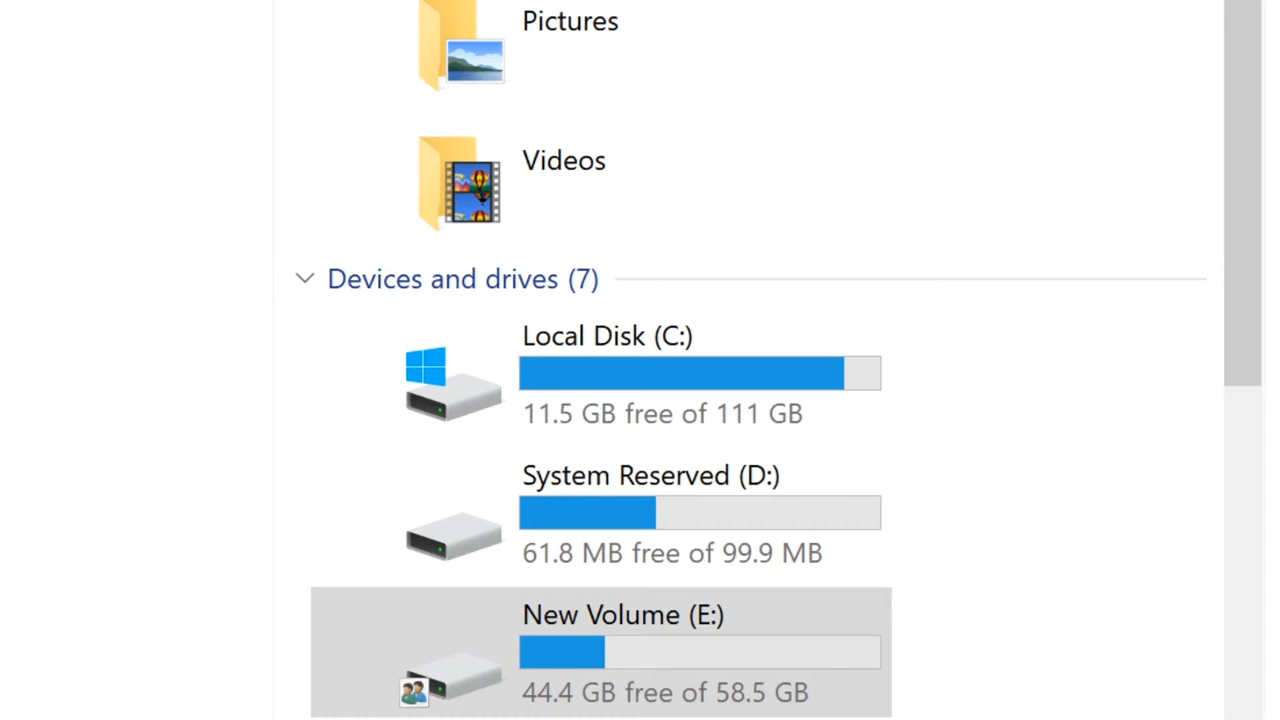 Pictures
Videos
Devices and drives (7)
Local Disk (C:)
11.5 GB free of 111 GB
System Reserved (D:)
61.8 MB free of 99.9 MB
New Volume (E:)
44.4 GB free of 58.5 GB